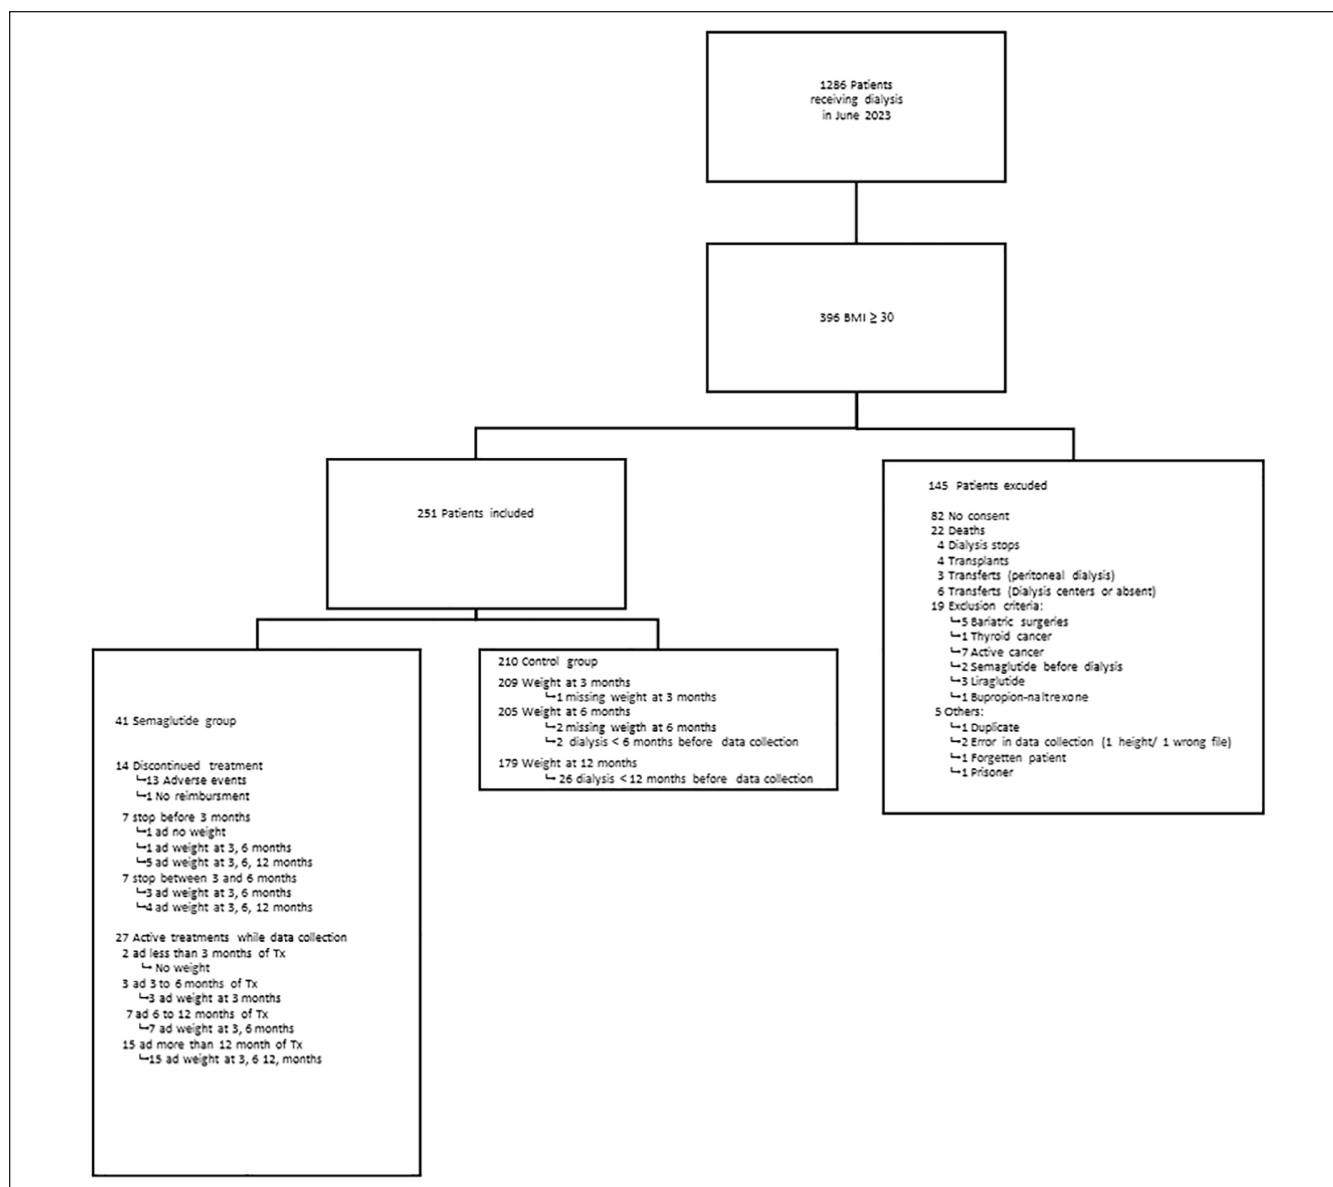 1286 Patients
receiving dialysis
in June 2023
396 BMI ≥ 30
251 Patients included
145 Patients excuded
82 No consent
22 Deaths
4 Dialysis stops
4 Transplants
3 Transferts (peritoneal dialysis)
6 Transferts (Dialysis centers or absent)
19 Exclusion criteria:
↳5 Bariatric surgeries
↳1 Thyroid cancer
↳7 Active cancer
↳2 Semaglutide before dialysis
↳3 Liraglutide
↳1 Bupropion-naltrexone
5 Others:
↳1 Duplicate
↳2 Error in data collection (1 height/ 1 wrong file)
↳1 Forgetten patient
↳1 Prisoner
41 Semaglutide group
14 Discontinued treatment
↳13 Adverse events
↳1 No reimbursment
7 stop before 3 months
↳1 ad no weight
↳1 ad weight at 3, 6 months
↳5 ad weight at 3, 6, 12 months
7 stop between 3 and 6 months
↳3 ad weight at 3, 6 months
↳4 ad weight at 3, 6, 12 months
27 Active treatments while data collection
2 ad less than 3 months of Tx
↳ No weight
3 ad 3 to 6 months of Tx
↳3 ad weight at 3 months
7 ad 6 to 12 months of Tx
↳7 ad weight at 3, 6 months
15 ad more than 12 month of Tx
↳15 ad weight at 3, 6 12, months
210 Control group
209 Weight at 3 months
↳1 missing weight at 3 months
205 Weight at 6 months
↳2 missing weigth at 6 months
↳2 dialysis < 6 months before data collection
179 Weight at 12 months
↳ 26 dialysis < 12 months before data collection